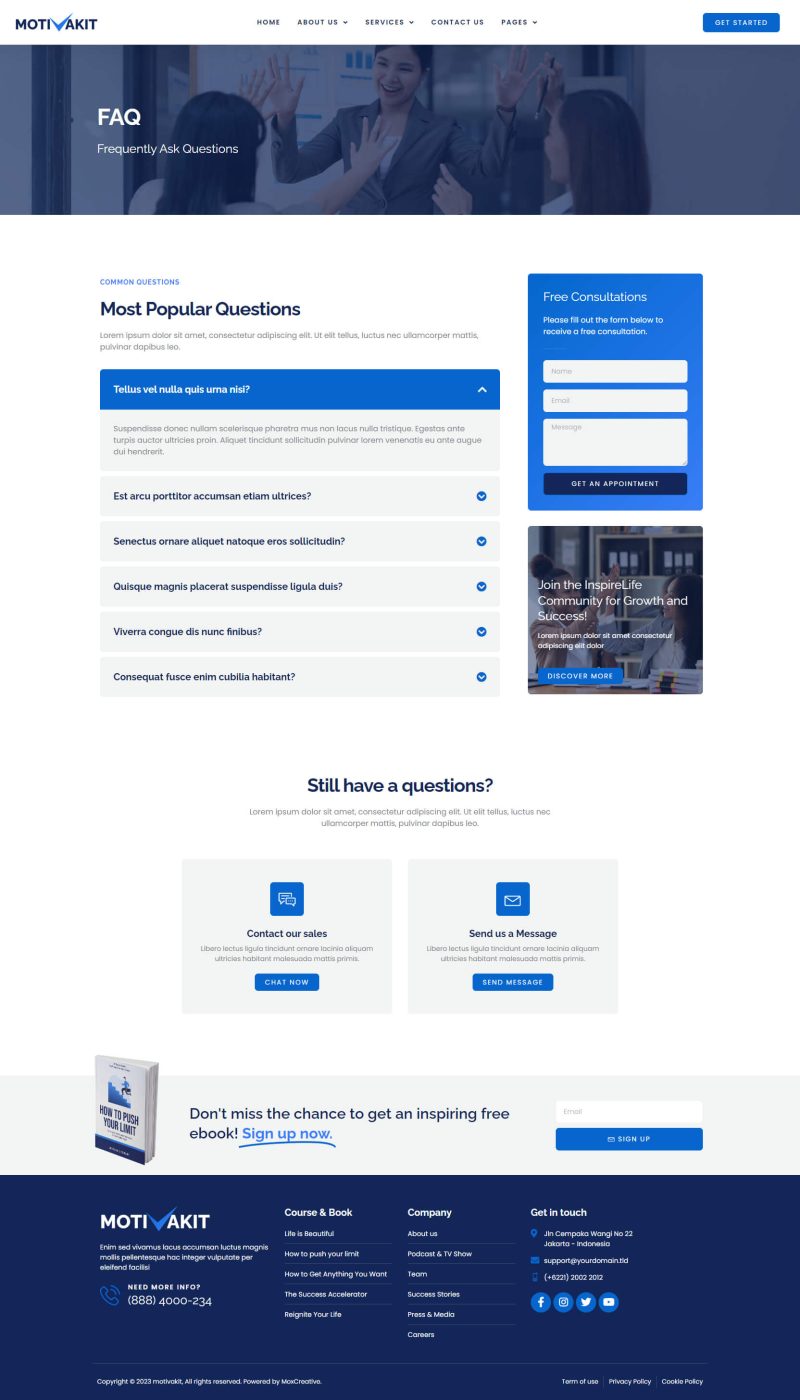 MOTIVAKIT
HOME ABOUT US SERVICES CONTACT US PAGES
GET STARTED
FAQ
Frequently Ask Questions
COMMON QUESTIONS
Most Popular Questions
Lorem ipsum dolor sit amet, consectetur adipiscing elit. Ut elit tellus, luctus nec ullamcorper mattis,
pulvinar dapibus leo.
Tellus vel nulla quis urna nisi?
Suspendisse donec nullam scelerisque pharetra mus non lacus nulla tristique. Egestas ante
turpis auctor ultricies proin. Aliquet tincidunt sollicitudin pulvinar lorem venenatis eu ante augue
dui hendrerit.
Est arcu porttitor accumsan etiam ultrices?
Senectus ornare aliquet natoque eros sollicitudin?
Quisque magnis placerat suspendisse ligula duis?
Viverra congue dis nunc finibus?
Consequat fusce enim cubilia habitant?
Free Consultations
Please fill out the form below to
receive a free consultation.
Name
Email
Message
GET AN APPOINTMENT
Join the InspireLife
Community for Growth and
Success!
Lorem ipsum dolor sit amet consectetur
adipiscing elit dolor
DISCOVER MORE
Still have a questions?
Lorem ipsum dolor sit amet, consectetur adipiscing elit. Ut elit tellus, luctus nec
ullamcorper mattis, pulvinar dapibus leo.
Contact our sales
Libero lectus ligula tincidunt ornare lacinia aliquam
ultricies habitant malesuada mattis primis.
CHAT NOW
Send us a Message
Libero lectus ligula tincidunt ornare lacinia aliquam
ultricies habitant malesuada mattis primis.
SEND MESSAGE
HOW TO PUSH
YOUR LIMIT
Don't miss the chance to get an inspiring free
ebook! Sign up now.
Email
SIGN UP
MOTIVAKIT
Enim sed vivamus lacus accumsan luctus magnis
mollis pellentesque hac integer vulputate per
eleifend facilisi
NEED MORE INFO?
(888) 4000-234
Course & Book
Life is Beautiful
How to push your limit
How to Get Anything You Want
The Success Accelerator
Reignite Your Life
Company
About us
Podcast & TV Show
Team
Success Stories
Press & Media
Careers
Get in touch
Jln Cempaka Wangi No 22
Jakarta - Indonesia
support@yourdomain.tld
(+6221) 2002 2012
Copyright © 2023 motivakit, All rights reserved. Powered by MoxCreative.
Term of use Privacy Policy Cookie Policy